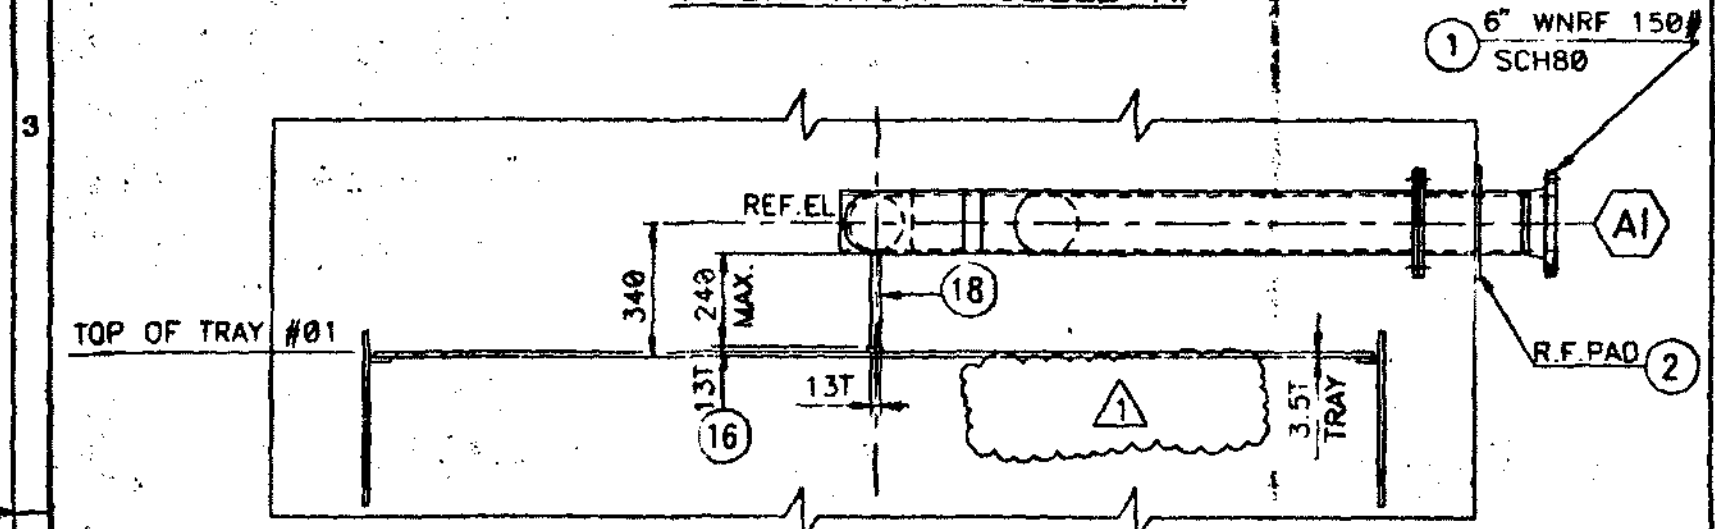 6" WNRF 150#
1
SCH80
3
REF.EL
A1
340
240
MAX.
18
TOP OF TRAY #01
R.F.PAD
2
13T
13T
1
3.5T
TRAY
16